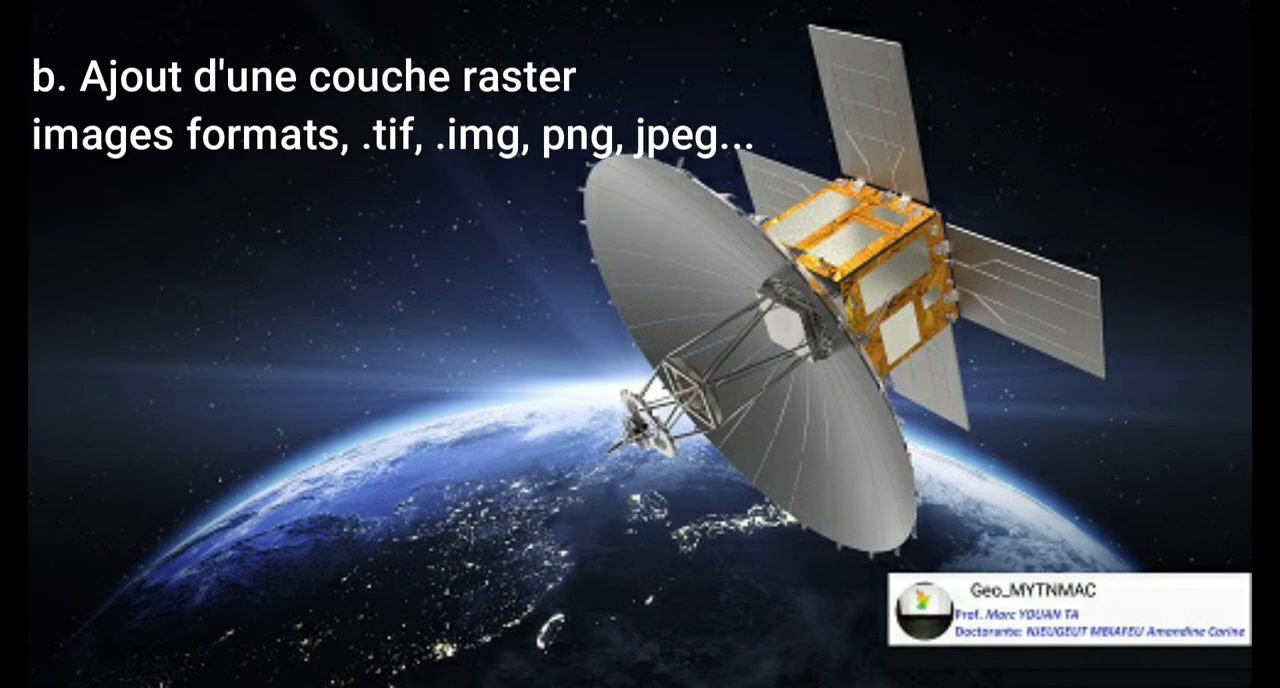 b. Ajout d'une couche raster
images formats, .tif, .img, png, jpeg...
Geo_MYTNMAC
Prof. Marc YOUAN TA
Doctorante: NJEUGEUT MBIAFEU Amandine Carine